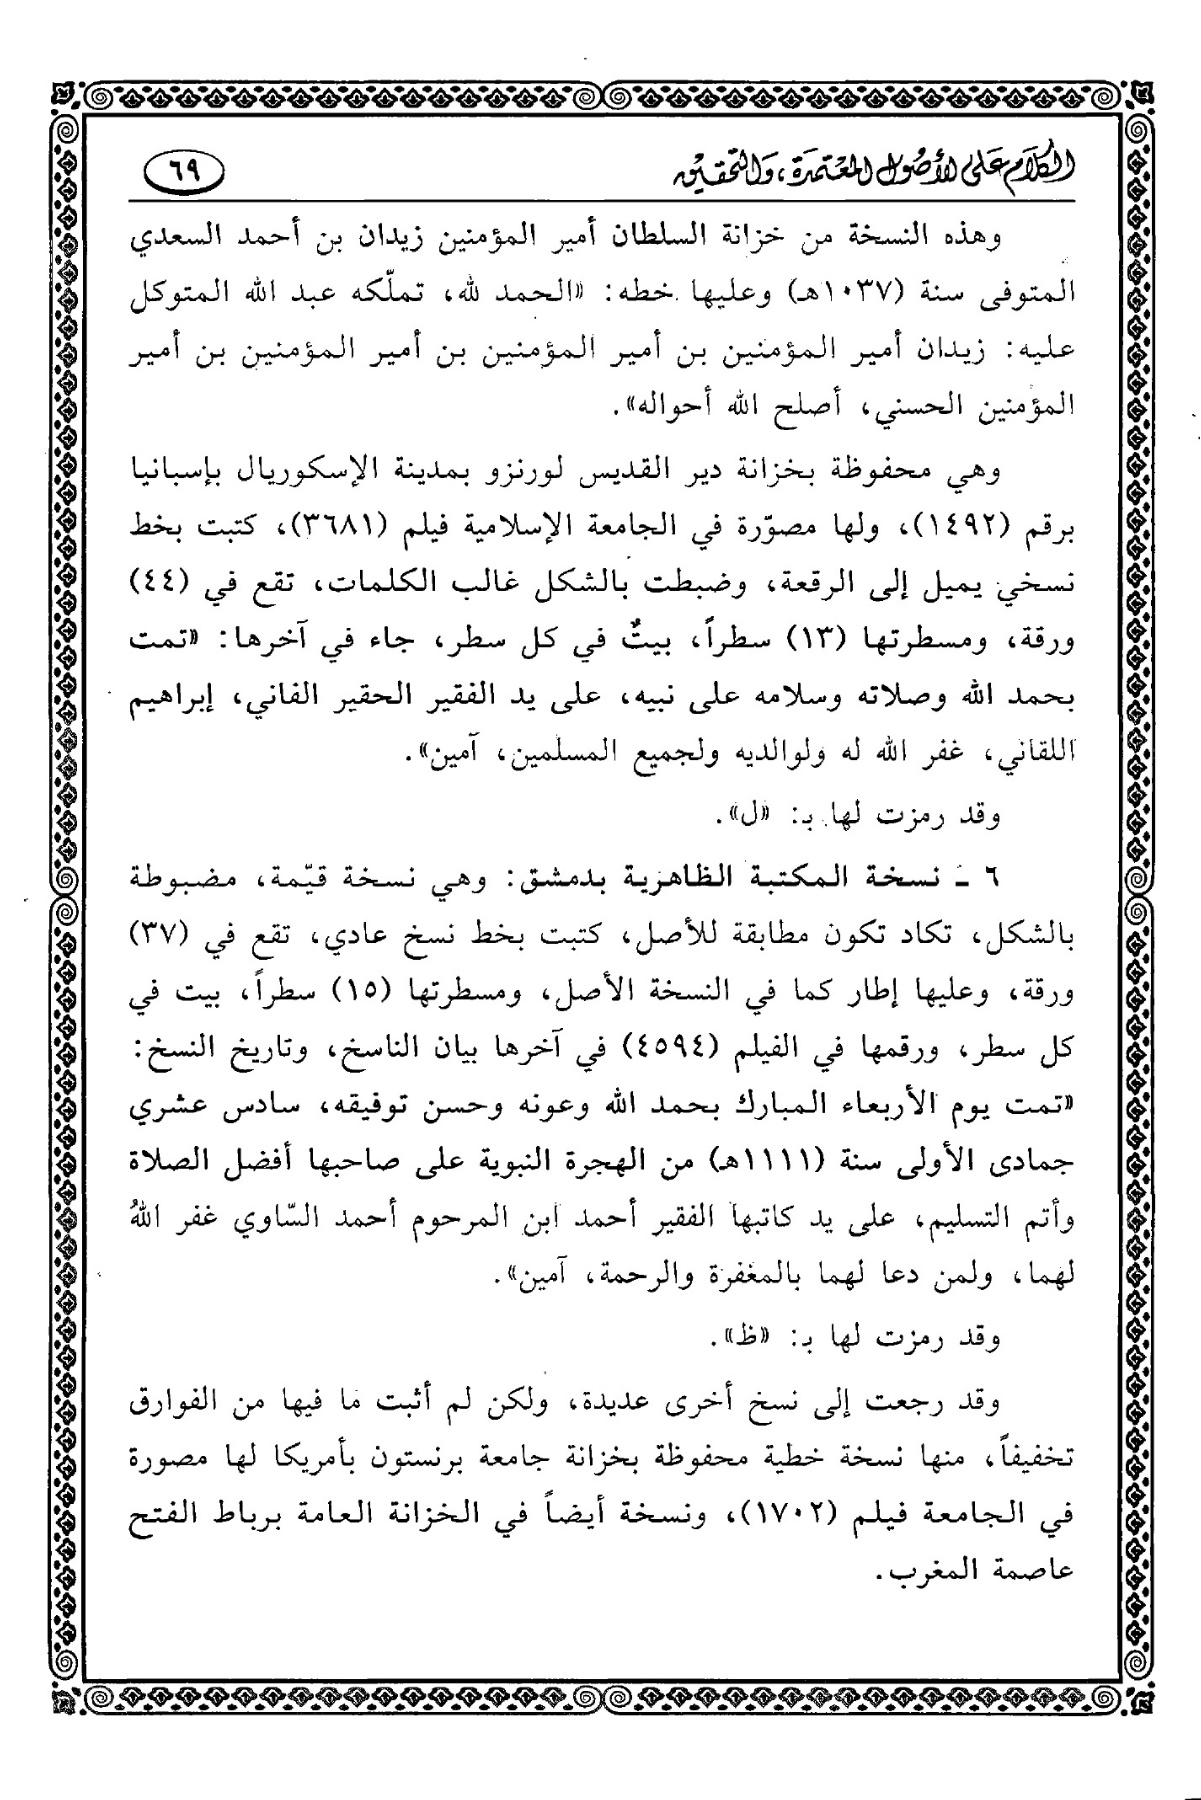 الكلام على الأصول المعتمدة، والتحقيق
٦٩
وهذه النسخة من خزانة السلطان أمير المؤمنين زيدان بن أحمد السعدي
المتوفى سنة (١٠٣٧هـ) وعليها خطه: «الحمد لله، تملّكه عبد الله المتوكل
عليه: زيدان أمير المؤمنين بن أمير المؤمنين بن أمير المؤمنين بن أمير
المؤمنين الحسني، أصلح الله أحواله».
وهي محفوظة بخزانة دير القديس لورنزو بمدينة الإسكوريال بإسبانيا
برقم (١٤٩٢)، ولها مصوّرة في الجامعة الإسلامية فيلم (٣٦٨١)، كتبت بخط
نسخي يميل إلى الرقعة، وضبطت بالشكل غالب الكلمات، تقع في (٤٤)
ورقة، ومسطرتها (١٣) سطراً، بيتٌ في كل سطر، جاء في آخرها: «تمت
بحمد الله وصلاته وسلامه على نبيه، على يد الفقير الحقير الفاني، إبراهيم
اللقاني، غفر الله له ولوالديه ولجميع المسلمين، آمين».
وقد رمزت لها بـ: «ل».
٦ ـ نسخة المكتبة الظاهرية بدمشق: وهي نسخة قيّمة، مضبوطة
بالشكل، تكاد تكون مطابقة للأصل، كتبت بخط نسخ عادي، تقع في (٣٧)
ورقة، وعليها إطار كما في النسخة الأصل، ومسطرتها (١٥) سطراً، بيت في
كل سطر، ورقمها في الفيلم (٤٥٩٤) في آخرها بيان الناسخ، وتاريخ النسخ:
«تمت يوم الأربعاء المبارك بحمد الله وعونه وحسن توفيقه، سادس عشري
جمادى الأولى سنة (١١١١هـ) من الهجرة النبوية على صاحبها أفضل الصلاة
وأتم التسليم، على يد كاتبها الفقير أحمد ابن المرحوم أحمد السّاوي غفر اللهُ
لهما، ولمن دعا لهما بالمغفرة والرحمة، آمين».
وقد رمزت لها بـ: «ظ».
وقد رجعت إلى نسخ أخرى عديدة، ولكن لم أثبت ما فيها من الفوارق
تخفيفاً، منها نسخة خطية محفوظة بخزانة جامعة برنستون بأمريكا لها مصورة
في الجامعة فيلم (١٧٠٢)، ونسخة أيضاً في الخزانة العامة برباط الفتح
عاصمة المغرب.